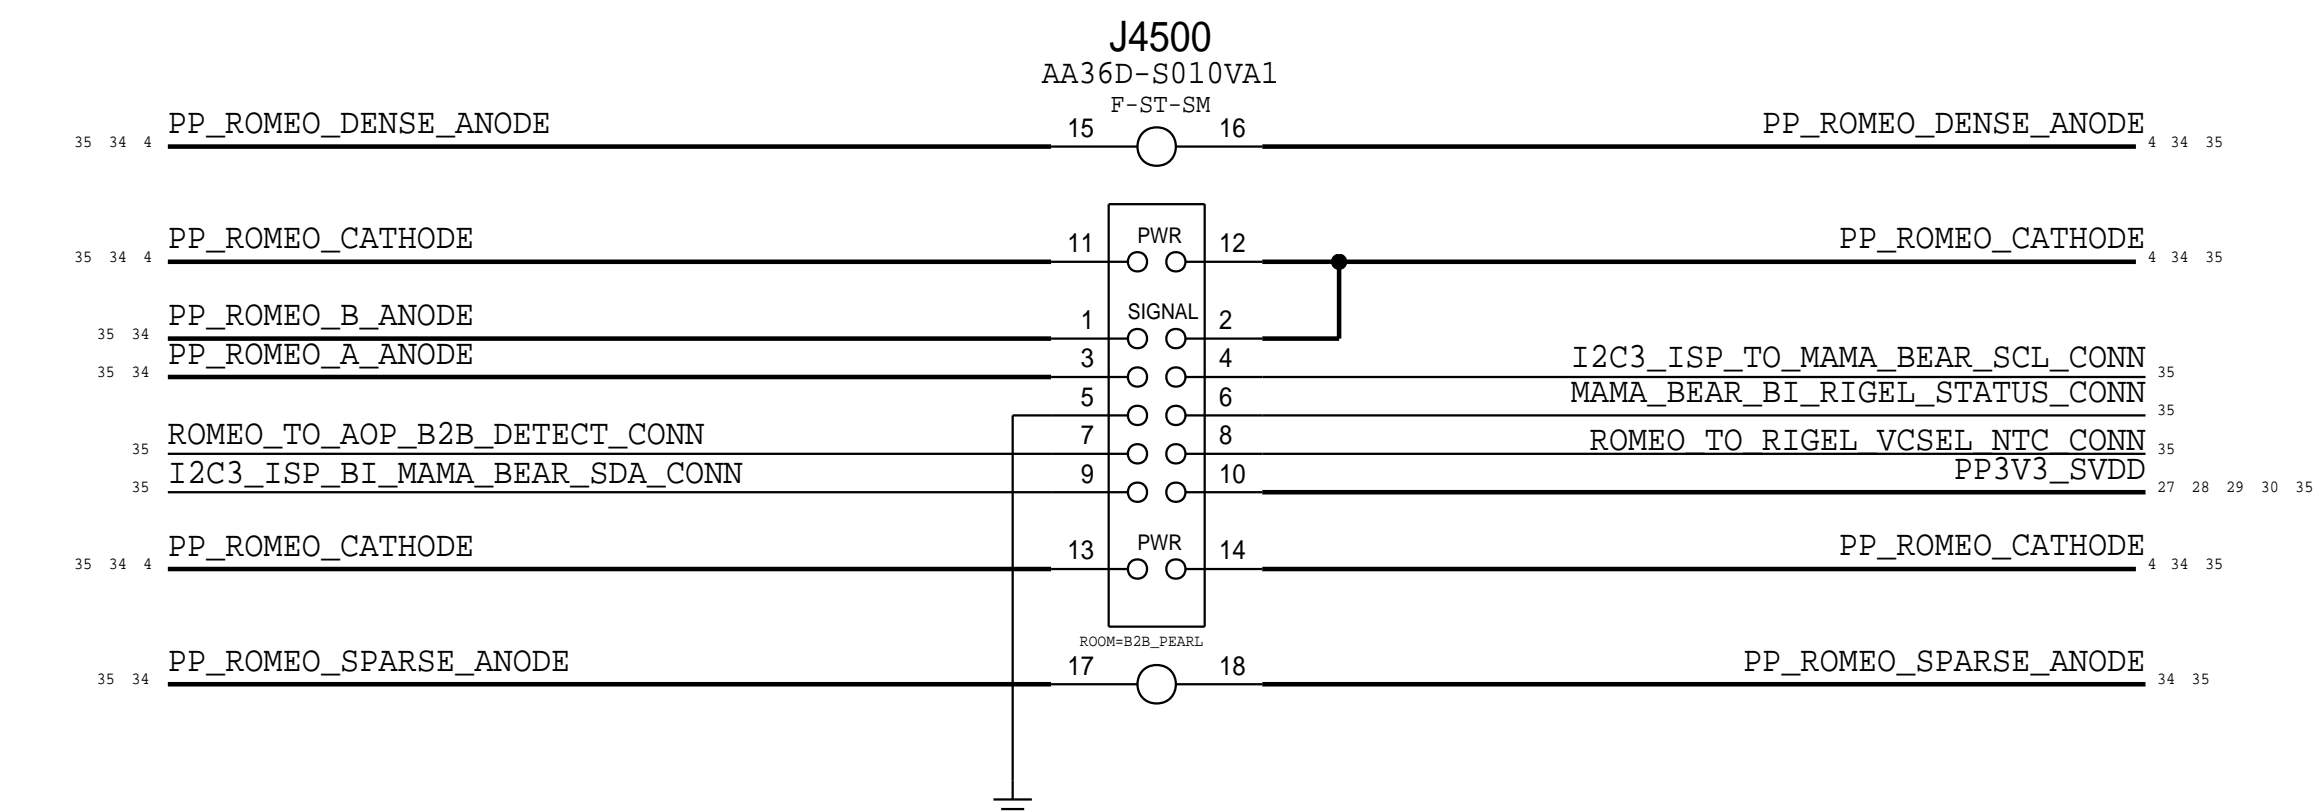 J4500
AA36D-S010VA1
F-ST-SM
35 34 4 PP_ROMEO_DENSE_ANODE 15 16 PP_ROMEO_DENSE_ANODE 4 34 35
35 34 4 PP_ROMEO_CATHODE 11 PWR 12 PP_ROMEO_CATHODE 4 34 35
35 34 PP_ROMEO_B_ANODE 1 SIGNAL 2
35 34 PP_ROMEO_A_ANODE 3 4 I2C3_ISP_TO_MAMA_BEAR_SCL_CONN 35
5 6 MAMA_BEAR_BI_RIGEL_STATUS_CONN 35
35 ROMEO_TO_AOP_B2B_DETECT_CONN 7 8 ROMEO_TO_RIGEL_VCSEL_NTC_CONN 35
35 I2C3_ISP_BI_MAMA_BEAR_SDA_CONN 9 10 PP3V3_SVDD 27 28 29 30 35
35 34 4 PP_ROMEO_CATHODE 13 PWR 14 PP_ROMEO_CATHODE 4 34 35
ROOM=B2B_PEARL
35 34 PP_ROMEO_SPARSE_ANODE 17 18 PP_ROMEO_SPARSE_ANODE 34 35